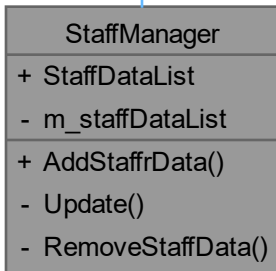 StaffManager
+ StaffDataList
- m_staffDataList
+ AddStaffrData()
- Update()
- RemoveStaffData()